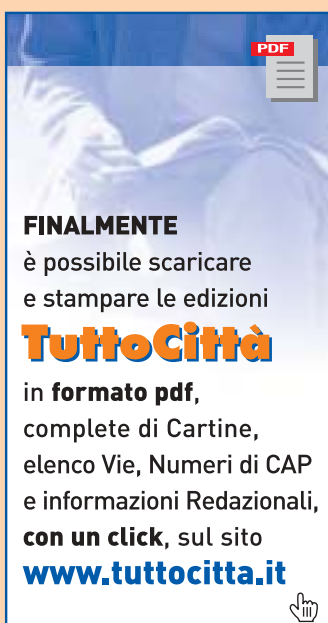 PDF
FINALMENTE
è possibile scaricare
e stampare le edizioni
TuttoCittà
in formato pdf,
complete di Cartine,
elenco Vie, Numeri di CAP
e informazioni Redazionali,
con un click, sul sito
www.tuttocitta.it